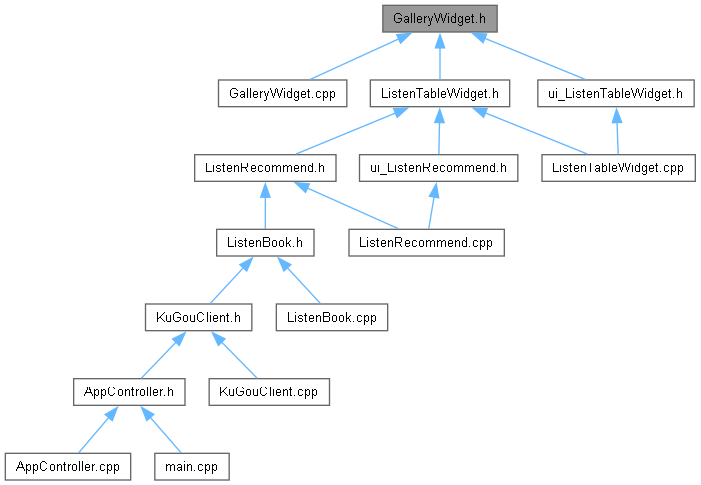 GalleryWidget.h
GalleryWidget.cpp
ListenTableWidget.h
ui_ListenTableWidget.h
ListenRecommend.h
ui_ListenRecommend.h
ListenTableWidget.cpp
ListenBook.h
ListenRecommend.cpp
KuGouClient.h
ListenBook.cpp
AppController.h
KuGouClient.cpp
AppController.cpp
main.cpp